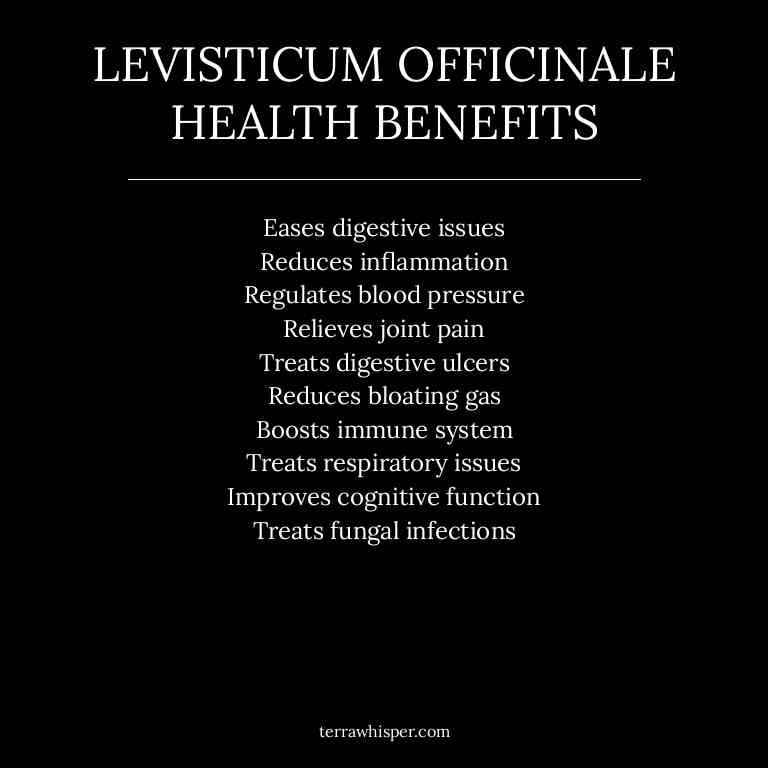 LEVISTICUM OFFICINALE
HEALTH BENEFITS
Eases digestive issues
Reduces inflammation
Regulates blood pressure
Relieves joint pain
Treats digestive ulcers
Reduces bloating gas
Boosts immune system
Treats respiratory issues
Improves cognitive function
Treats fungal infections
terrawhisper.com